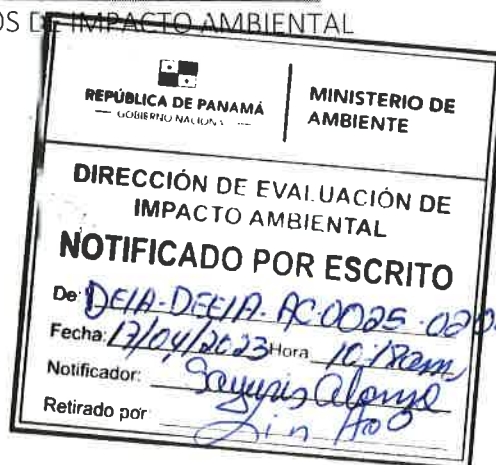 OS DE IMPACTO AMBIENTAL
REPÚBLICA DE PANAMÁ
— GOBIERNO NACIONAL —
MINISTERIO DE
AMBIENTE
DIRECCIÓN DE EVALUACIÓN DE
IMPACTO AMBIENTAL
NOTIFICADO POR ESCRITO
De: DEIA-DEEIA-AC-0025-
Fecha: 17/04/2023 Hora 10:18am
Notificador: Sayuris
Retirado por